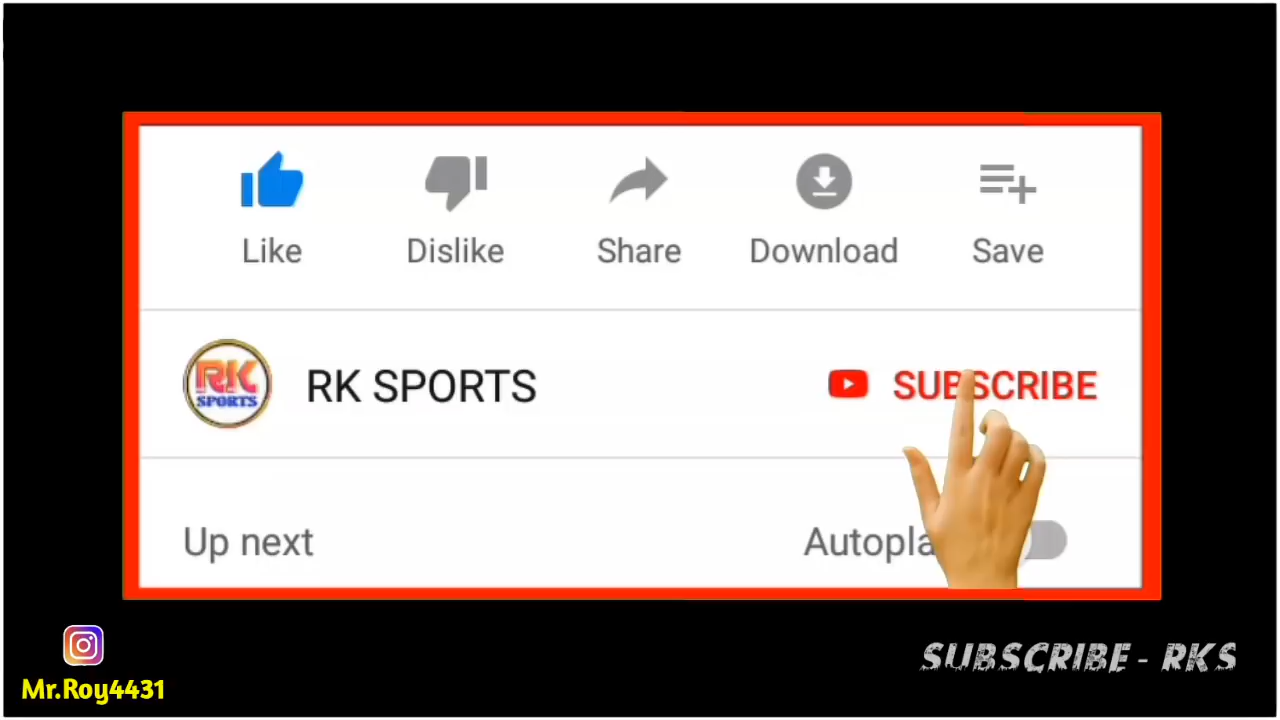 Like Dislike Share Download Save
RK SPORTS
RK SPORTS SUBSCRIBE
Up next Autopla
Mr.Roy4431
SUBSCRIBE - RKS